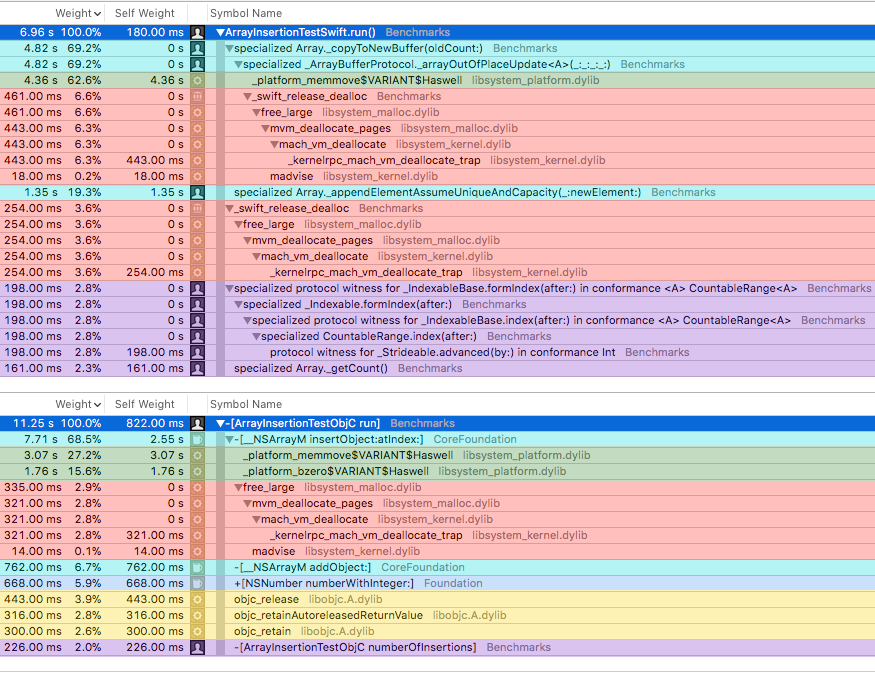 Weight Self Weight Symbol Name
6.96 s 100.0% 180.00 ms ▼ArrayInsertionTestSwift.run() Benchmarks
4.82 s 69.2% 0 s ▼specialized Array._copyToNewBuffer(oldCount:) Benchmarks
4.82 s 69.2% 0 s ▼specialized _ArrayBufferProtocol._arrayOutOfPlaceUpdate<A>(_:_:_:_:) Benchmarks
4.36 s 62.6% 4.36 s _platform_memmove$VARIANT$Haswell libsystem_platform.dylib
461.00 ms 6.6% 0 s ▼_swift_release_dealloc Benchmarks
461.00 ms 6.6% 0 s ▼free_large libsystem_malloc.dylib
443.00 ms 6.3% 0 s ▼mvm_deallocate_pages libsystem_malloc.dylib
443.00 ms 6.3% 0 s ▼mach_vm_deallocate libsystem_kernel.dylib
443.00 ms 6.3% 443.00 ms _kernelrpc_mach_vm_deallocate_trap libsystem_kernel.dylib
18.00 ms 0.2% 18.00 ms madvise libsystem_kernel.dylib
1.35 s 19.3% 1.35 s specialized Array._appendElementAssumeUniqueAndCapacity(_:newElement:) Benchmarks
254.00 ms 3.6% 0 s ▼_swift_release_dealloc Benchmarks
254.00 ms 3.6% 0 s ▼free_large libsystem_malloc.dylib
254.00 ms 3.6% 0 s ▼mvm_deallocate_pages libsystem_malloc.dylib
254.00 ms 3.6% 0 s ▼mach_vm_deallocate libsystem_kernel.dylib
254.00 ms 3.6% 254.00 ms _kernelrpc_mach_vm_deallocate_trap libsystem_kernel.dylib
198.00 ms 2.8% 0 s ▼specialized protocol witness for _IndexableBase.formIndex(after:) in conformance <A> CountableRange<A> Benchmarks
198.00 ms 2.8% 0 s ▼specialized _Indexable.formIndex(after:) Benchmarks
198.00 ms 2.8% 0 s ▼specialized protocol witness for _IndexableBase.index(after:) in conformance <A> CountableRange<A> Benchmarks
198.00 ms 2.8% 0 s ▼specialized CountableRange.index(after:) Benchmarks
198.00 ms 2.8% 198.00 ms protocol witness for _Strideable.advanced(by:) in conformance Int Benchmarks
161.00 ms 2.3% 161.00 ms specialized Array._getCount() Benchmarks
Weight Self Weight Symbol Name
11.25 s 100.0% 822.00 ms ▼-[ArrayInsertionTestObjC run] Benchmarks
7.71 s 68.5% 2.55 s ▼-[__NSArrayM insertObject:atIndex:] CoreFoundation
3.07 s 27.2% 3.07 s _platform_memmove$VARIANT$Haswell libsystem_platform.dylib
1.76 s 15.6% 1.76 s _platform_bzero$VARIANT$Haswell libsystem_platform.dylib
335.00 ms 2.9% 0 s ▼free_large libsystem_malloc.dylib
321.00 ms 2.8% 0 s ▼mvm_deallocate_pages libsystem_malloc.dylib
321.00 ms 2.8% 0 s ▼mach_vm_deallocate libsystem_kernel.dylib
321.00 ms 2.8% 321.00 ms _kernelrpc_mach_vm_deallocate_trap libsystem_kernel.dylib
14.00 ms 0.1% 14.00 ms madvise libsystem_kernel.dylib
762.00 ms 6.7% 762.00 ms -[__NSArrayM addObject:] CoreFoundation
668.00 ms 5.9% 668.00 ms +[NSNumber numberWithInteger:] Foundation
443.00 ms 3.9% 443.00 ms objc_release libobjc.A.dylib
316.00 ms 2.8% 316.00 ms objc_retainAutoreleasedReturnValue libobjc.A.dylib
300.00 ms 2.6% 300.00 ms objc_retain libobjc.A.dylib
226.00 ms 2.0% 226.00 ms -[ArrayInsertionTestObjC numberOfInsertions] Benchmarks